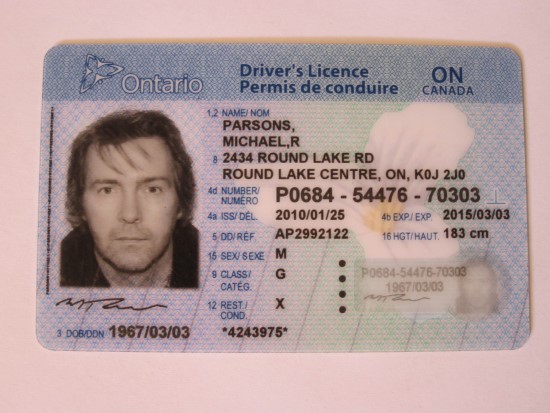 Ontario
Driver's Licence
Permis de conduire
ON
CANADA
1,2 NAME/ NOM
PARSONS,
MICHAEL,R
8 2434 ROUND LAKE RD
ROUND LAKE CENTRE, ON, K0J 2J0
4d NUMBER/ NUMÉRO P0684 - 54476 - 70303
4a ISS/ DÉL. 2010/01/25 4b EXP./ EXP. 2015/03/03
5 DD/ RÉF. AP2992122 16 HGT/HAUT. 183 cm
15 SEX/ SEXE M
9 CLASS/ CATÉG. G
12 REST./ COND. X
P0684-54476-70303
1967/03/03
3 DOB/DDN 1967/03/03
*4243975*